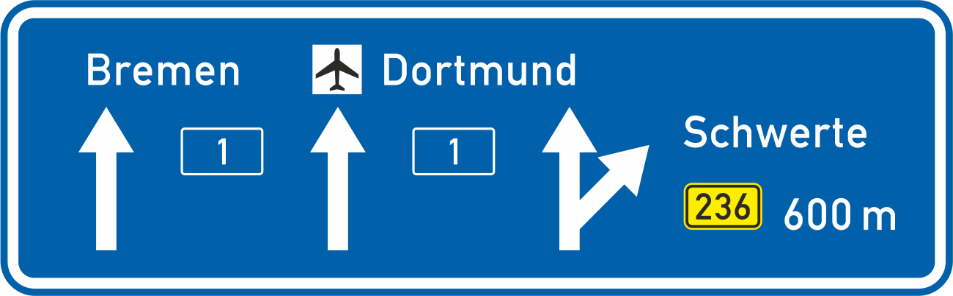 Bremen
Dortmund
1
1
Schwerte
236
600 m